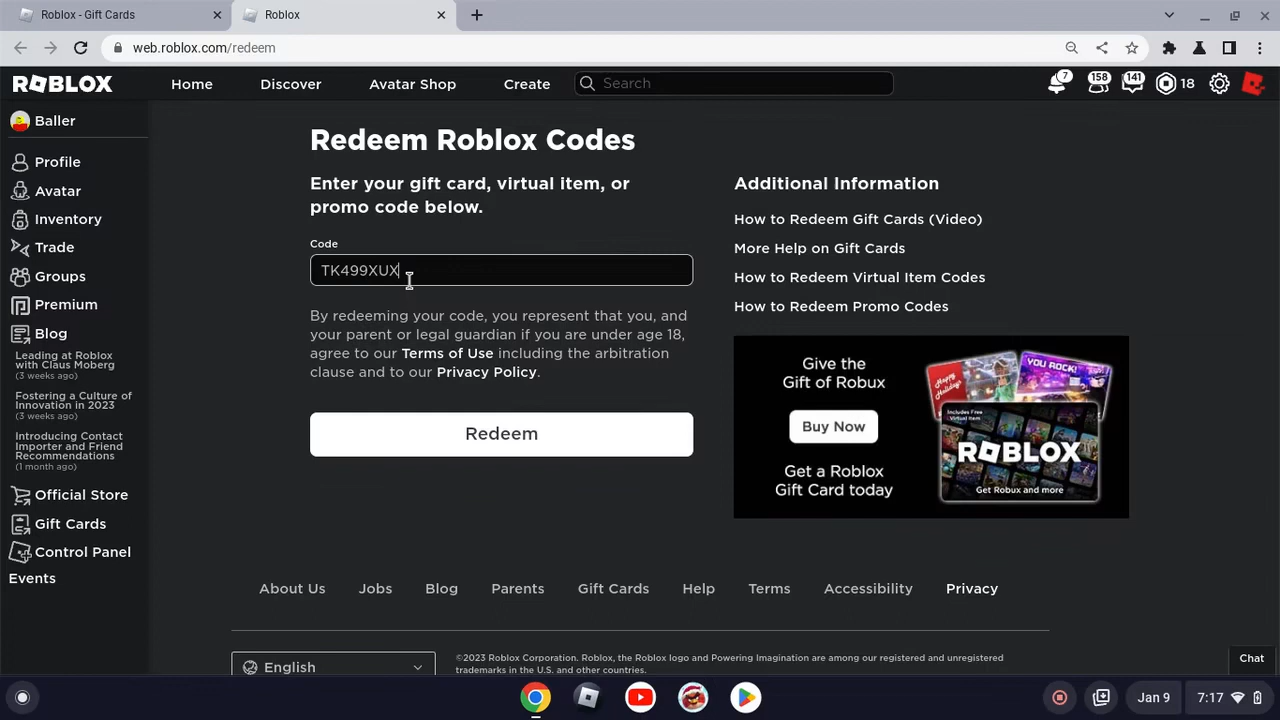 Roblox - Gift Cards
Roblox
web.roblox.com/redeem
ROBLOX
Home
Discover
Avatar Shop
Create
Search
7
158
141
18
Baller
Profile
Avatar
Inventory
Trade
Groups
Premium
Blog
Leading at Roblox
with Claus Moberg
(3 weeks ago)
Fostering a Culture of
Innovation in 2023
(3 weeks ago)
Introducing Contact
Importer and Friend
Recommendations
(1 month ago)
Official Store
Gift Cards
Control Panel
Events
Redeem Roblox Codes
Enter your gift card, virtual item, or
promo code below.
Code
TK499XUX
By redeeming your code, you represent that you, and
your parent or legal guardian if you are under age 18,
agree to our Terms of Use including the arbitration
clause and to our Privacy Policy.
Redeem
Additional Information
How to Redeem Gift Cards (Video)
More Help on Gift Cards
How to Redeem Virtual Item Codes
How to Redeem Promo Codes
Give the
Gift of Robux
Buy Now
Get a Roblox
Gift Card today
Happy
Holidays
YOU ROCK!
Includes Free
Virtual Item
ROBLOX
Get Robux and more
About Us
Jobs
Blog
Parents
Gift Cards
Help
Terms
Accessibility
Privacy
English
©2023 Roblox Corporation. Roblox, the Roblox logo and Powering Imagination are among our registered and unregistered
trademarks in the U.S. and other countries.
Chat
Jan 9
7:17